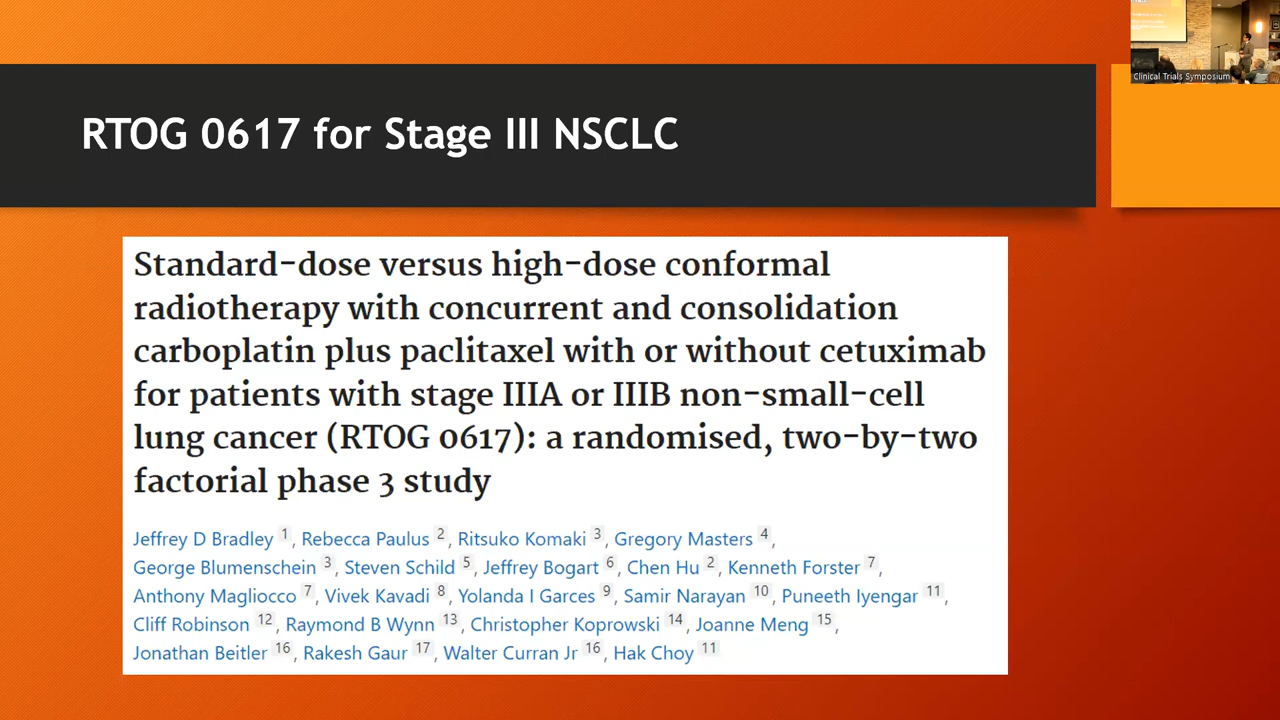 RTOG 0617 for Stage III NSCLC
Standard-dose versus high-dose conformal
radiotherapy with concurrent and consolidation
carboplatin plus paclitaxel with or without cetuximab
for patients with stage IIIA or IIIB non-small-cell
lung cancer (RTOG 0617): a randomised, two-by-two
factorial phase 3 study
Jeffrey D Bradley 1, Rebecca Paulus 2, Ritsuko Komaki 3, Gregory Masters 4,
George Blumenschein 3, Steven Schild 5, Jeffrey Bogart 6, Chen Hu 2, Kenneth Forster 7,
Anthony Magliocco 7, Vivek Kavadi 8, Yolanda I Garces 9, Samir Narayan 10, Puneeth Iyengar 11,
Cliff Robinson 12, Raymond B Wynn 13, Christopher Koprowski 14, Joanne Meng 15,
Jonathan Beitler 16, Rakesh Gaur 17, Walter Curran Jr 16, Hak Choy 11
Clinical Trials Symposium